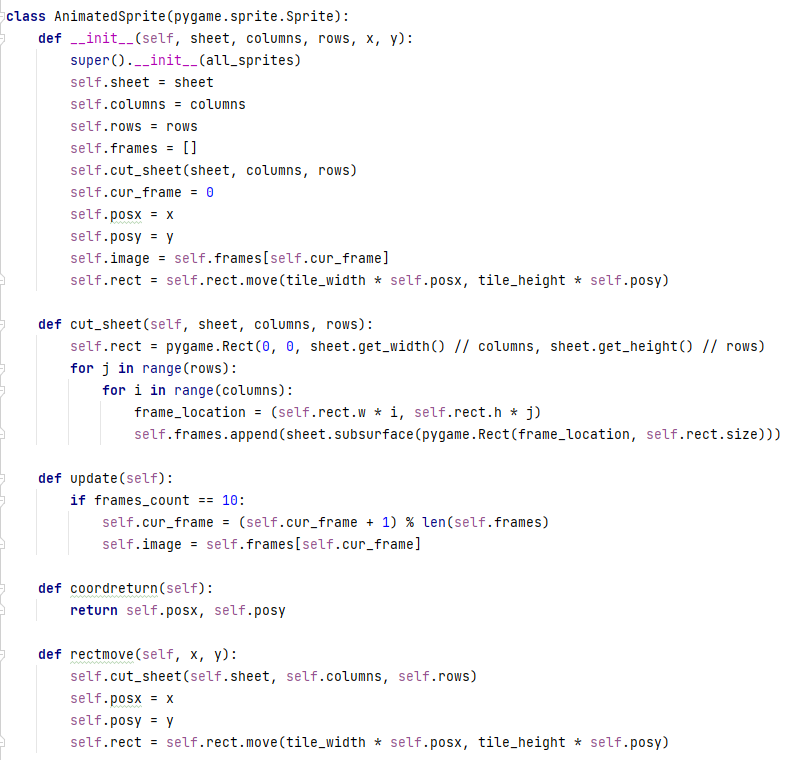 class AnimatedSprite(pygame.sprite.Sprite):
    def __init__(self, sheet, columns, rows, x, y):
        super().__init__(all_sprites)
        self.sheet = sheet
        self.columns = columns
        self.rows = rows
        self.frames = []
        self.cut_sheet(sheet, columns, rows)
        self.cur_frame = 0
        self.posx = x
        self.posy = y
        self.image = self.frames[self.cur_frame]
        self.rect = self.rect.move(tile_width * self.posx, tile_height * self.posy)

    def cut_sheet(self, sheet, columns, rows):
        self.rect = pygame.Rect(0, 0, sheet.get_width() // columns, sheet.get_height() // rows)
        for j in range(rows):
            for i in range(columns):
                frame_location = (self.rect.w * i, self.rect.h * j)
                self.frames.append(sheet.subsurface(pygame.Rect(frame_location, self.rect.size)))

    def update(self):
        if frames_count == 10:
            self.cur_frame = (self.cur_frame + 1) % len(self.frames)
            self.image = self.frames[self.cur_frame]

    def coordreturn(self):
        return self.posx, self.posy

    def rectmove(self, x, y):
        self.cut_sheet(self.sheet, self.columns, self.rows)
        self.posx = x
        self.posy = y
        self.rect = self.rect.move(tile_width * self.posx, tile_height * self.posy)